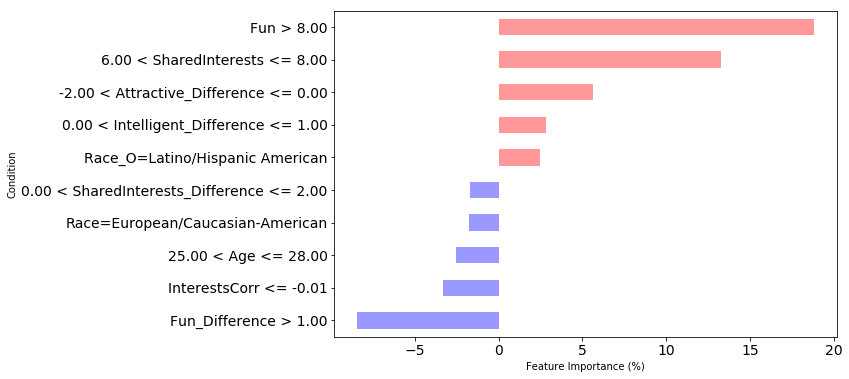 Fun > 8.00
6.00 < SharedInterests <= 8.00
-2.00 < Attractive_Difference <= 0.00
0.00 < Intelligent_Difference <= 1.00
Race_O=Latino/Hispanic American
0.00 < SharedInterests_Difference <= 2.00
Race=European/Caucasian-American
25.00 < Age <= 28.00
InterestsCorr <= -0.01
Fun_Difference > 1.00
Condition
−5 0 5 10 15 20
Feature Importance (%)